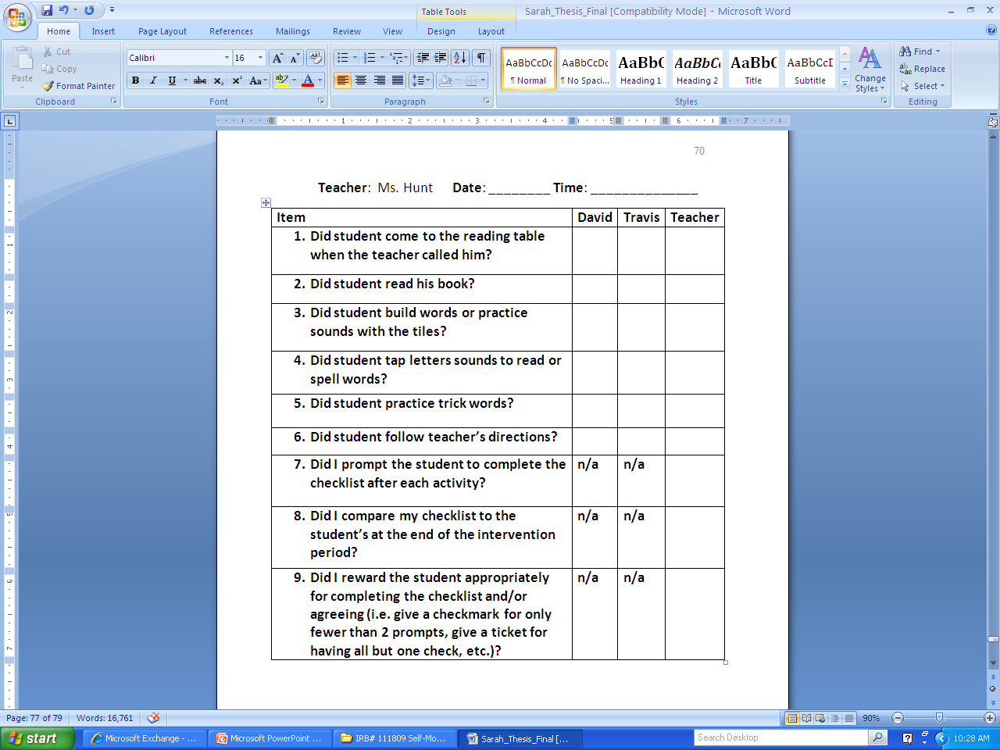 Sarah_Thesis_Final [Compatibility Mode] - Microsoft Word
Table Tools
Home Insert Page Layout References Mailings Review View Design Layout
Paste
Cut
Copy
Format Painter
Clipboard
Calibri 16
Font
Paragraph
AaBbCcDc AaBbCcDc AaBbC AaBbCc AaBbC AaBbCcI
¶ Normal ¶ No Spaci... Heading 1 Heading 2 Title Subtitle
Change Styles
Styles
Find
Replace
Select
Editing
1 2 3 4 5 6 7
70
Teacher: Ms. Hunt Date: ________ Time: ______________
Item David Travis Teacher
1. Did student come to the reading table
when the teacher called him?
2. Did student read his book?
3. Did student build words or practice
sounds with the tiles?
4. Did student tap letters sounds to read or
spell words?
5. Did student practice trick words?
6. Did student follow teacher’s directions?
7. Did I prompt the student to complete the n/a n/a
checklist after each activity?
8. Did I compare my checklist to the n/a n/a
student’s at the end of the intervention
period?
9. Did I reward the student appropriately n/a n/a
for completing the checklist and/or
agreeing (i.e. give a checkmark for only
fewer than 2 prompts, give a ticket for
having all but one check, etc.)?
Page: 77 of 79 Words: 16,761 90%
start Microsoft Exchange - ... Microsoft PowerPoint ... IRB# 111809 Self-Mo... Sarah_Thesis_Final [... Search Desktop 10:28 AM